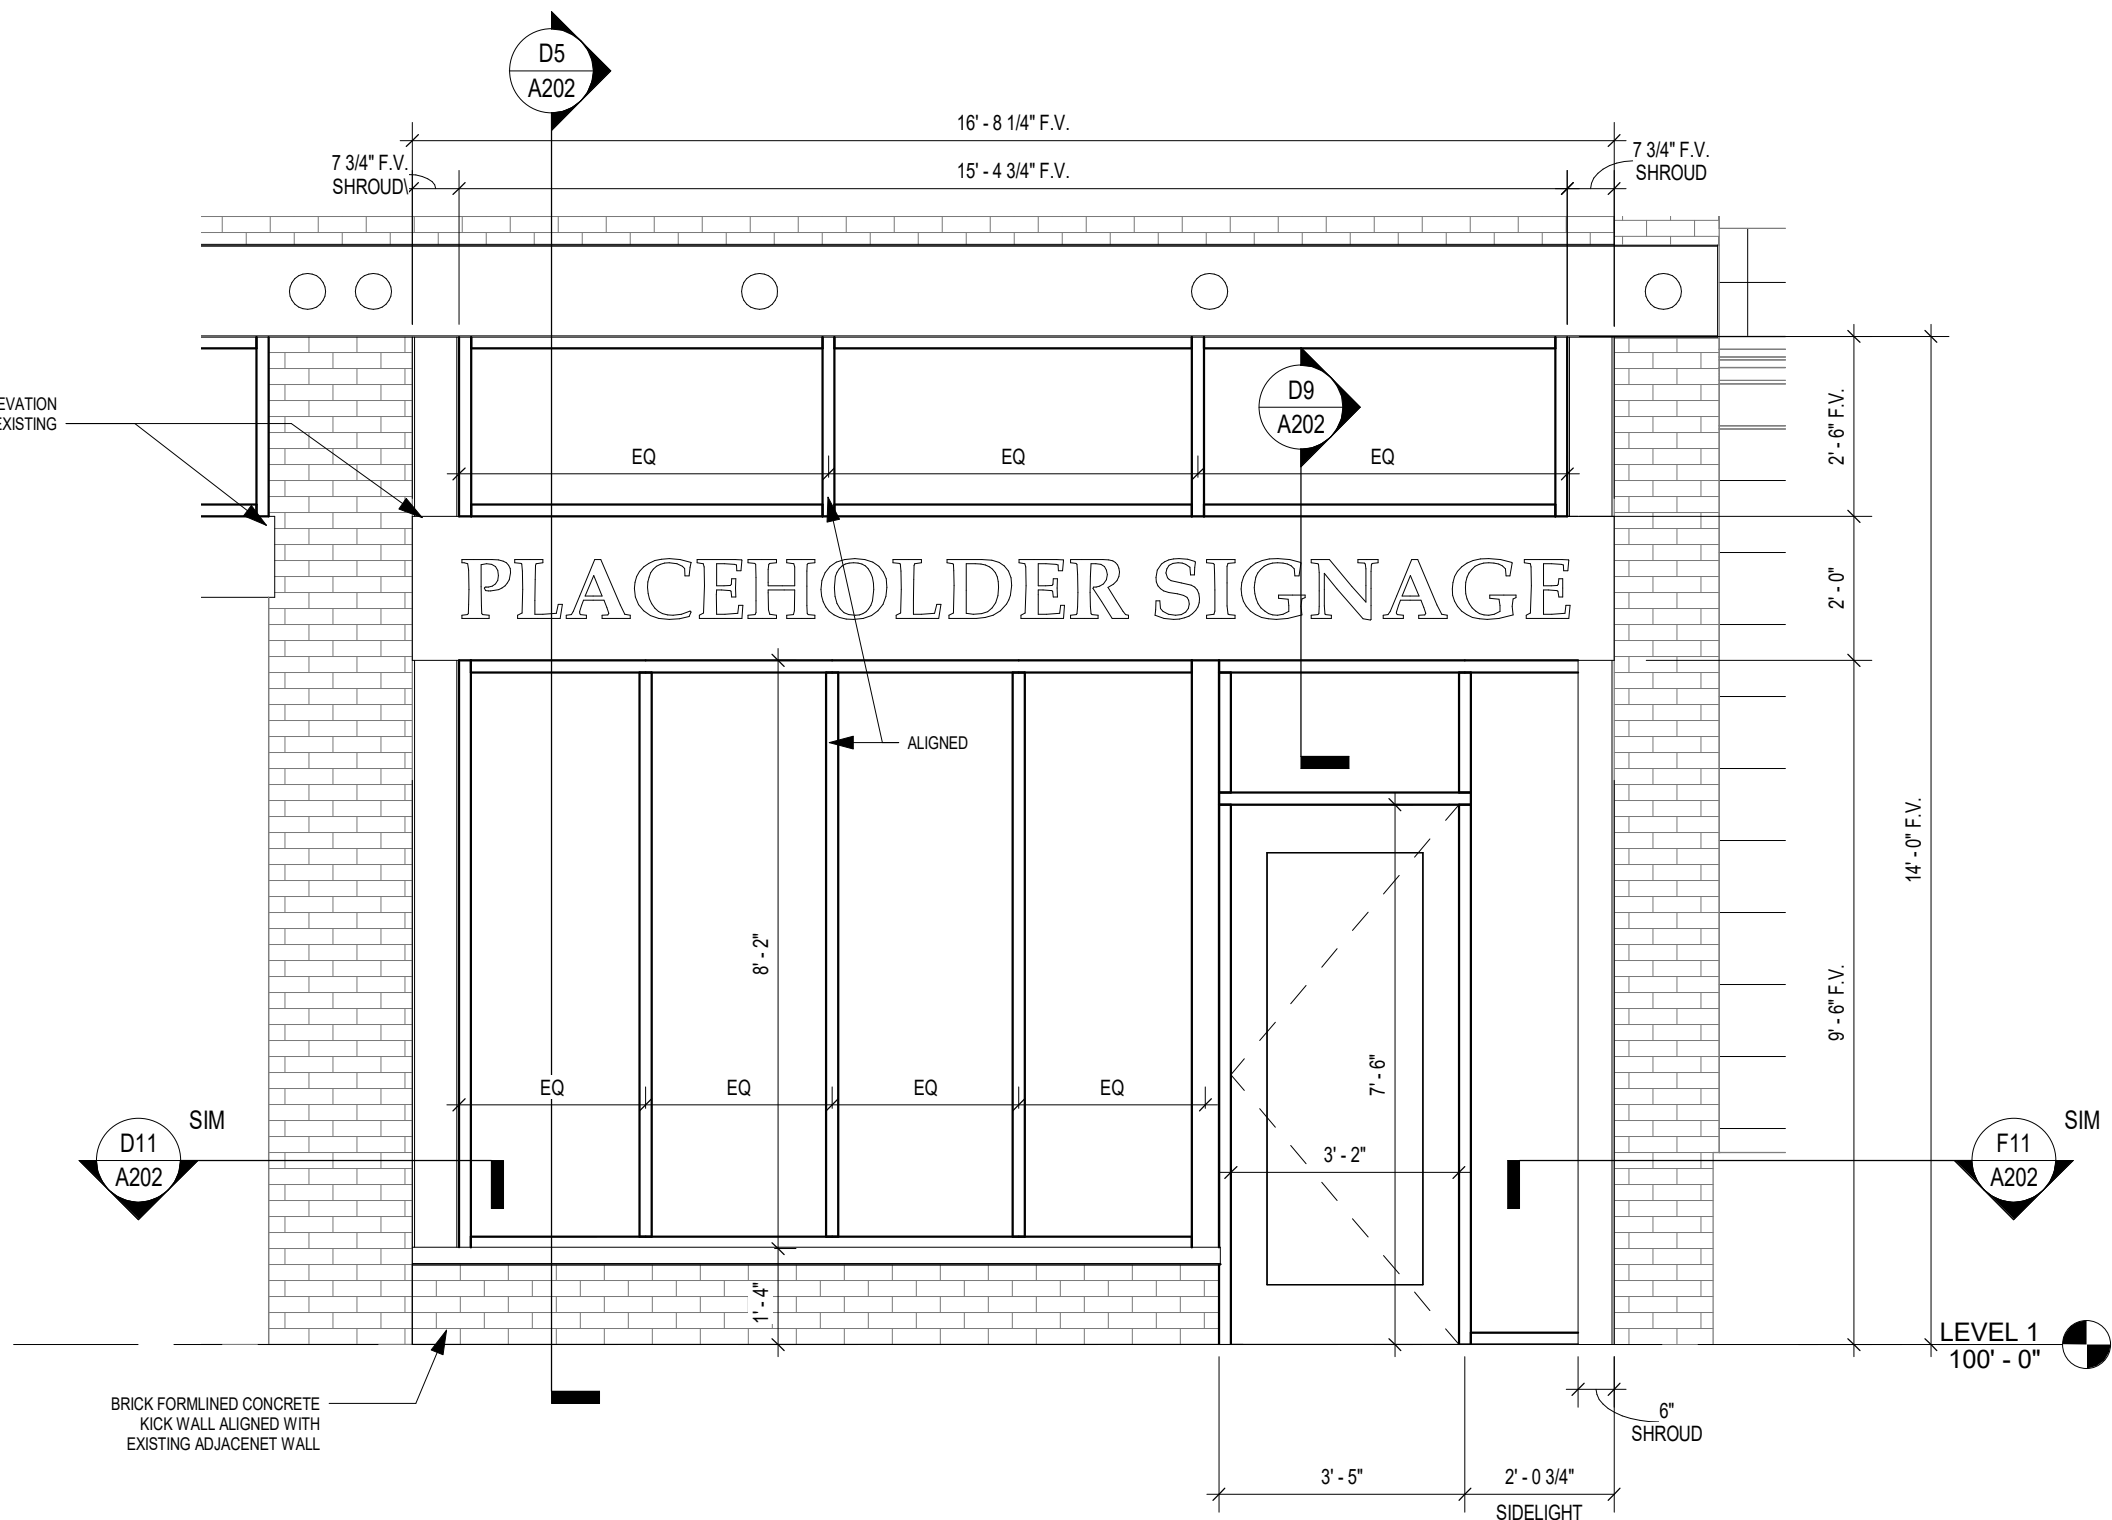 D5
A202
16' - 8 1/4" F.V.
7 3/4" F.V.
SHROUD
15' - 4 3/4" F.V.
7 3/4" F.V.
SHROUD
EVATION
EXISTING
D9
A202
EQ
EQ
EQ
2' - 6" F.V.
PLACEHOLDER SIGNAGE
2' - 0"
ALIGNED
14' - 0" F.V.
8' - 2"
9' - 6" F.V.
7' - 6"
EQ
EQ
EQ
EQ
SIM
D11
A202
3' - 2"
SIM
F11
A202
1' - 4"
LEVEL 1
100' - 0"
BRICK FORMLINED CONCRETE
KICK WALL ALIGNED WITH
EXISTING ADJACENET WALL
6"
SHROUD
3' - 5"
2' - 0 3/4"
SIDELIGHT